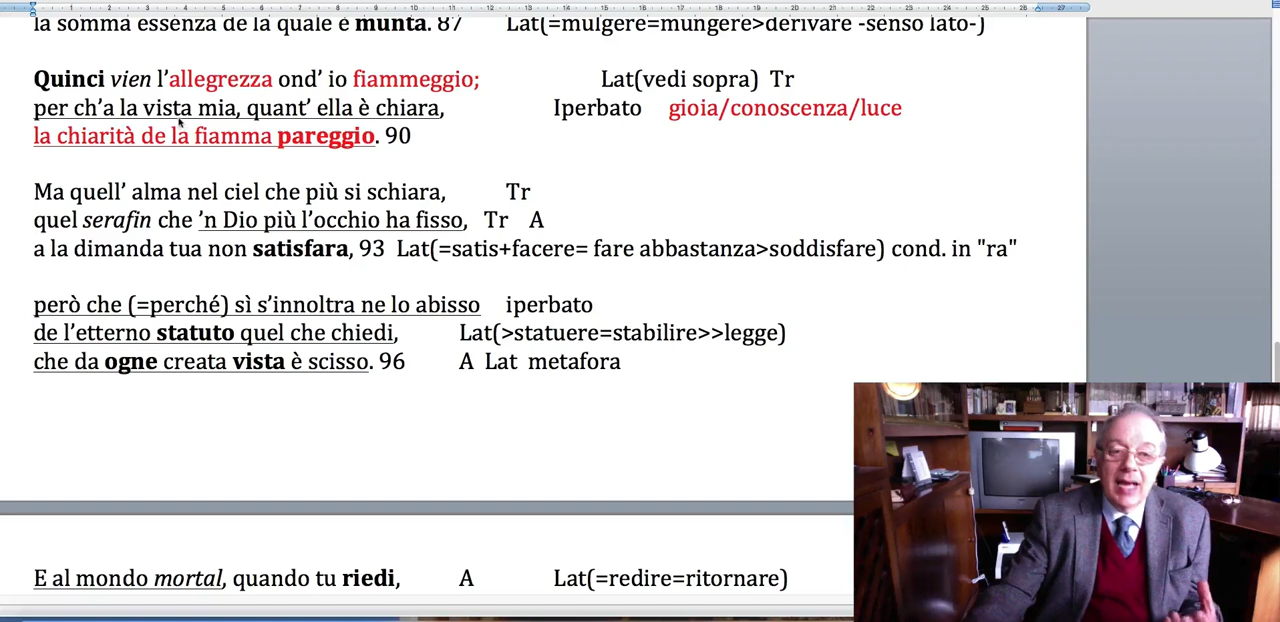 la somma essenza de la quale è munta. 87 Lat(=mulgere=mungere>derivare -senso lato-)
Quinci vien l'allegrezza ond' io fiammeggio; Lat(vedi sopra) Tr
per ch'a la vista mia, quant' ella è chiara, Iperbato gioia/conoscenza/luce
la chiarità de la fiamma pareggio. 90
Ma quell' alma nel ciel che più si schiara, Tr
quel serafin che 'n Dio più l'occhio ha fisso, Tr A
a la dimanda tua non satisfara, 93 Lat(=satis+facere= fare abbastanza>soddisfare) cond. in "ra"
però che (=perché) sì s'innoltra ne lo abisso iperbato
de l'etterno statuto quel che chiedi, Lat(>statuere=stabilire>>legge)
che da ogne creata vista è scisso. 96 A Lat metafora
E al mondo mortal, quando tu riedi, A Lat(=redire=ritornare)